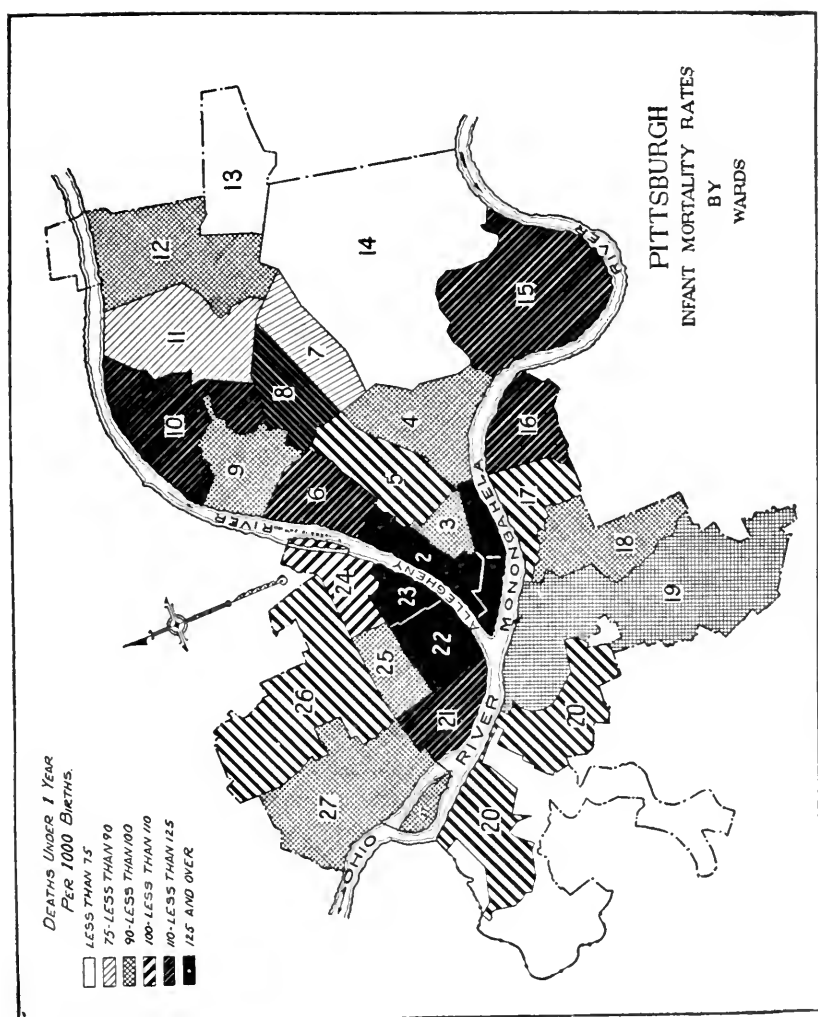 PITTSBURGH
INFANT MORTALITY RATES
BY
WARDS
DEATHS UNDER 1 YEAR
PER 1000 BIRTHS.
LESS THAN 75
75-LESS THAN 90
90-LESS THAN 100
100-LESS THAN 110
110-LESS THAN 125
125 AND OVER
13
12
14
11
7
15
10
8
9
4
6
5
16
3
17
RIVER
RIVER
2
1
18
24
23
ALLEGHENY
MONONGAHELA
19
25
22
26
21
20
RIVER
27
20
OHIO
RIVER